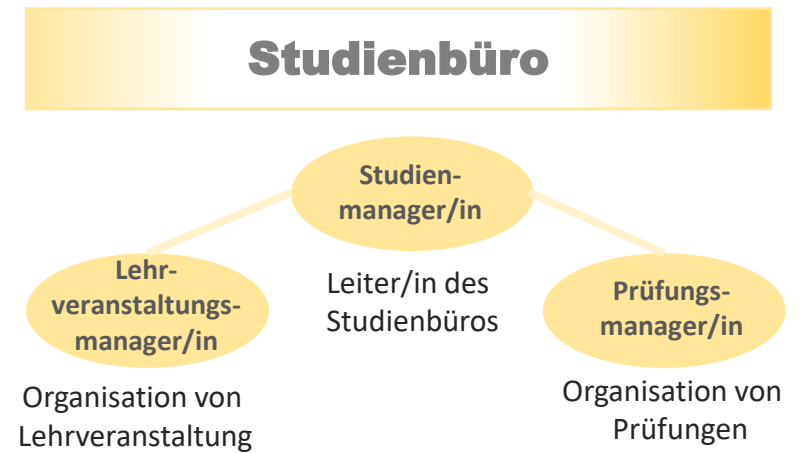 Studienbüro
Studien-
manager/in
Leiter/in des
Studienbüros
Lehr-
veranstaltungs-
manager/in
Organisation von
Lehrveranstaltung
Prüfungs-
manager/in
Organisation von
Prüfungen